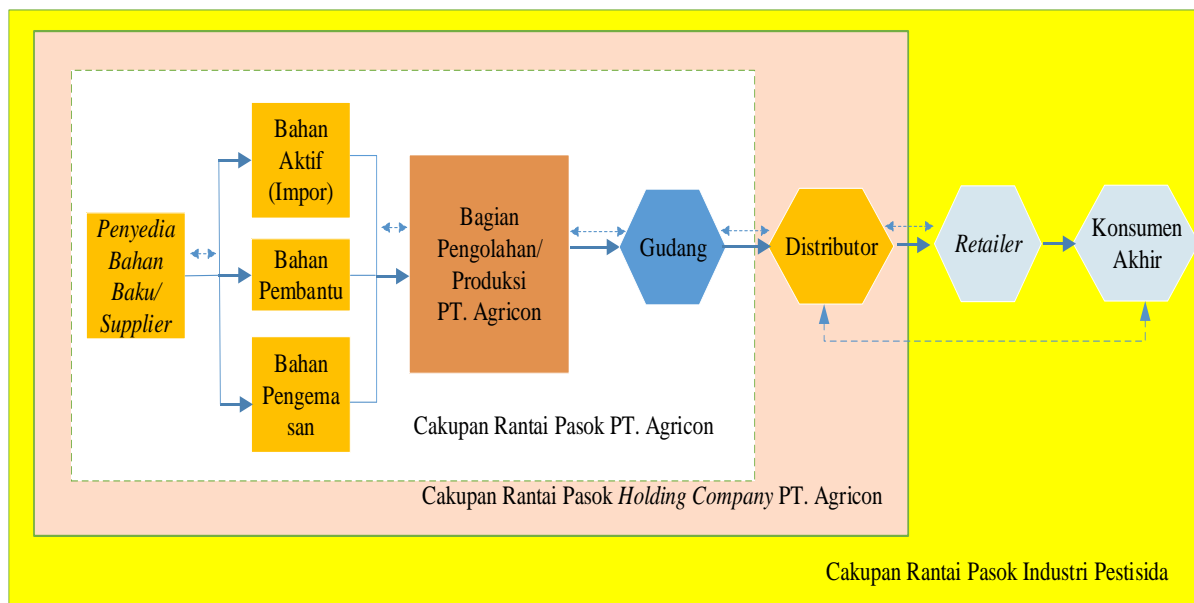 Penyedia
Bahan
Baku/
Supplier
Bahan
Aktif
(Impor)
Bahan
Pembantu
Bahan
Pengema
san
Bagian
Pengolahan/
Produksi
PT. Agricon
Gudang
Distributor
Retailer
Konsumen
Akhir
Cakupan Rantai Pasok PT. Agricon
Cakupan Rantai Pasok Holding Company PT. Agricon
Cakupan Rantai Pasok Industri Pestisida